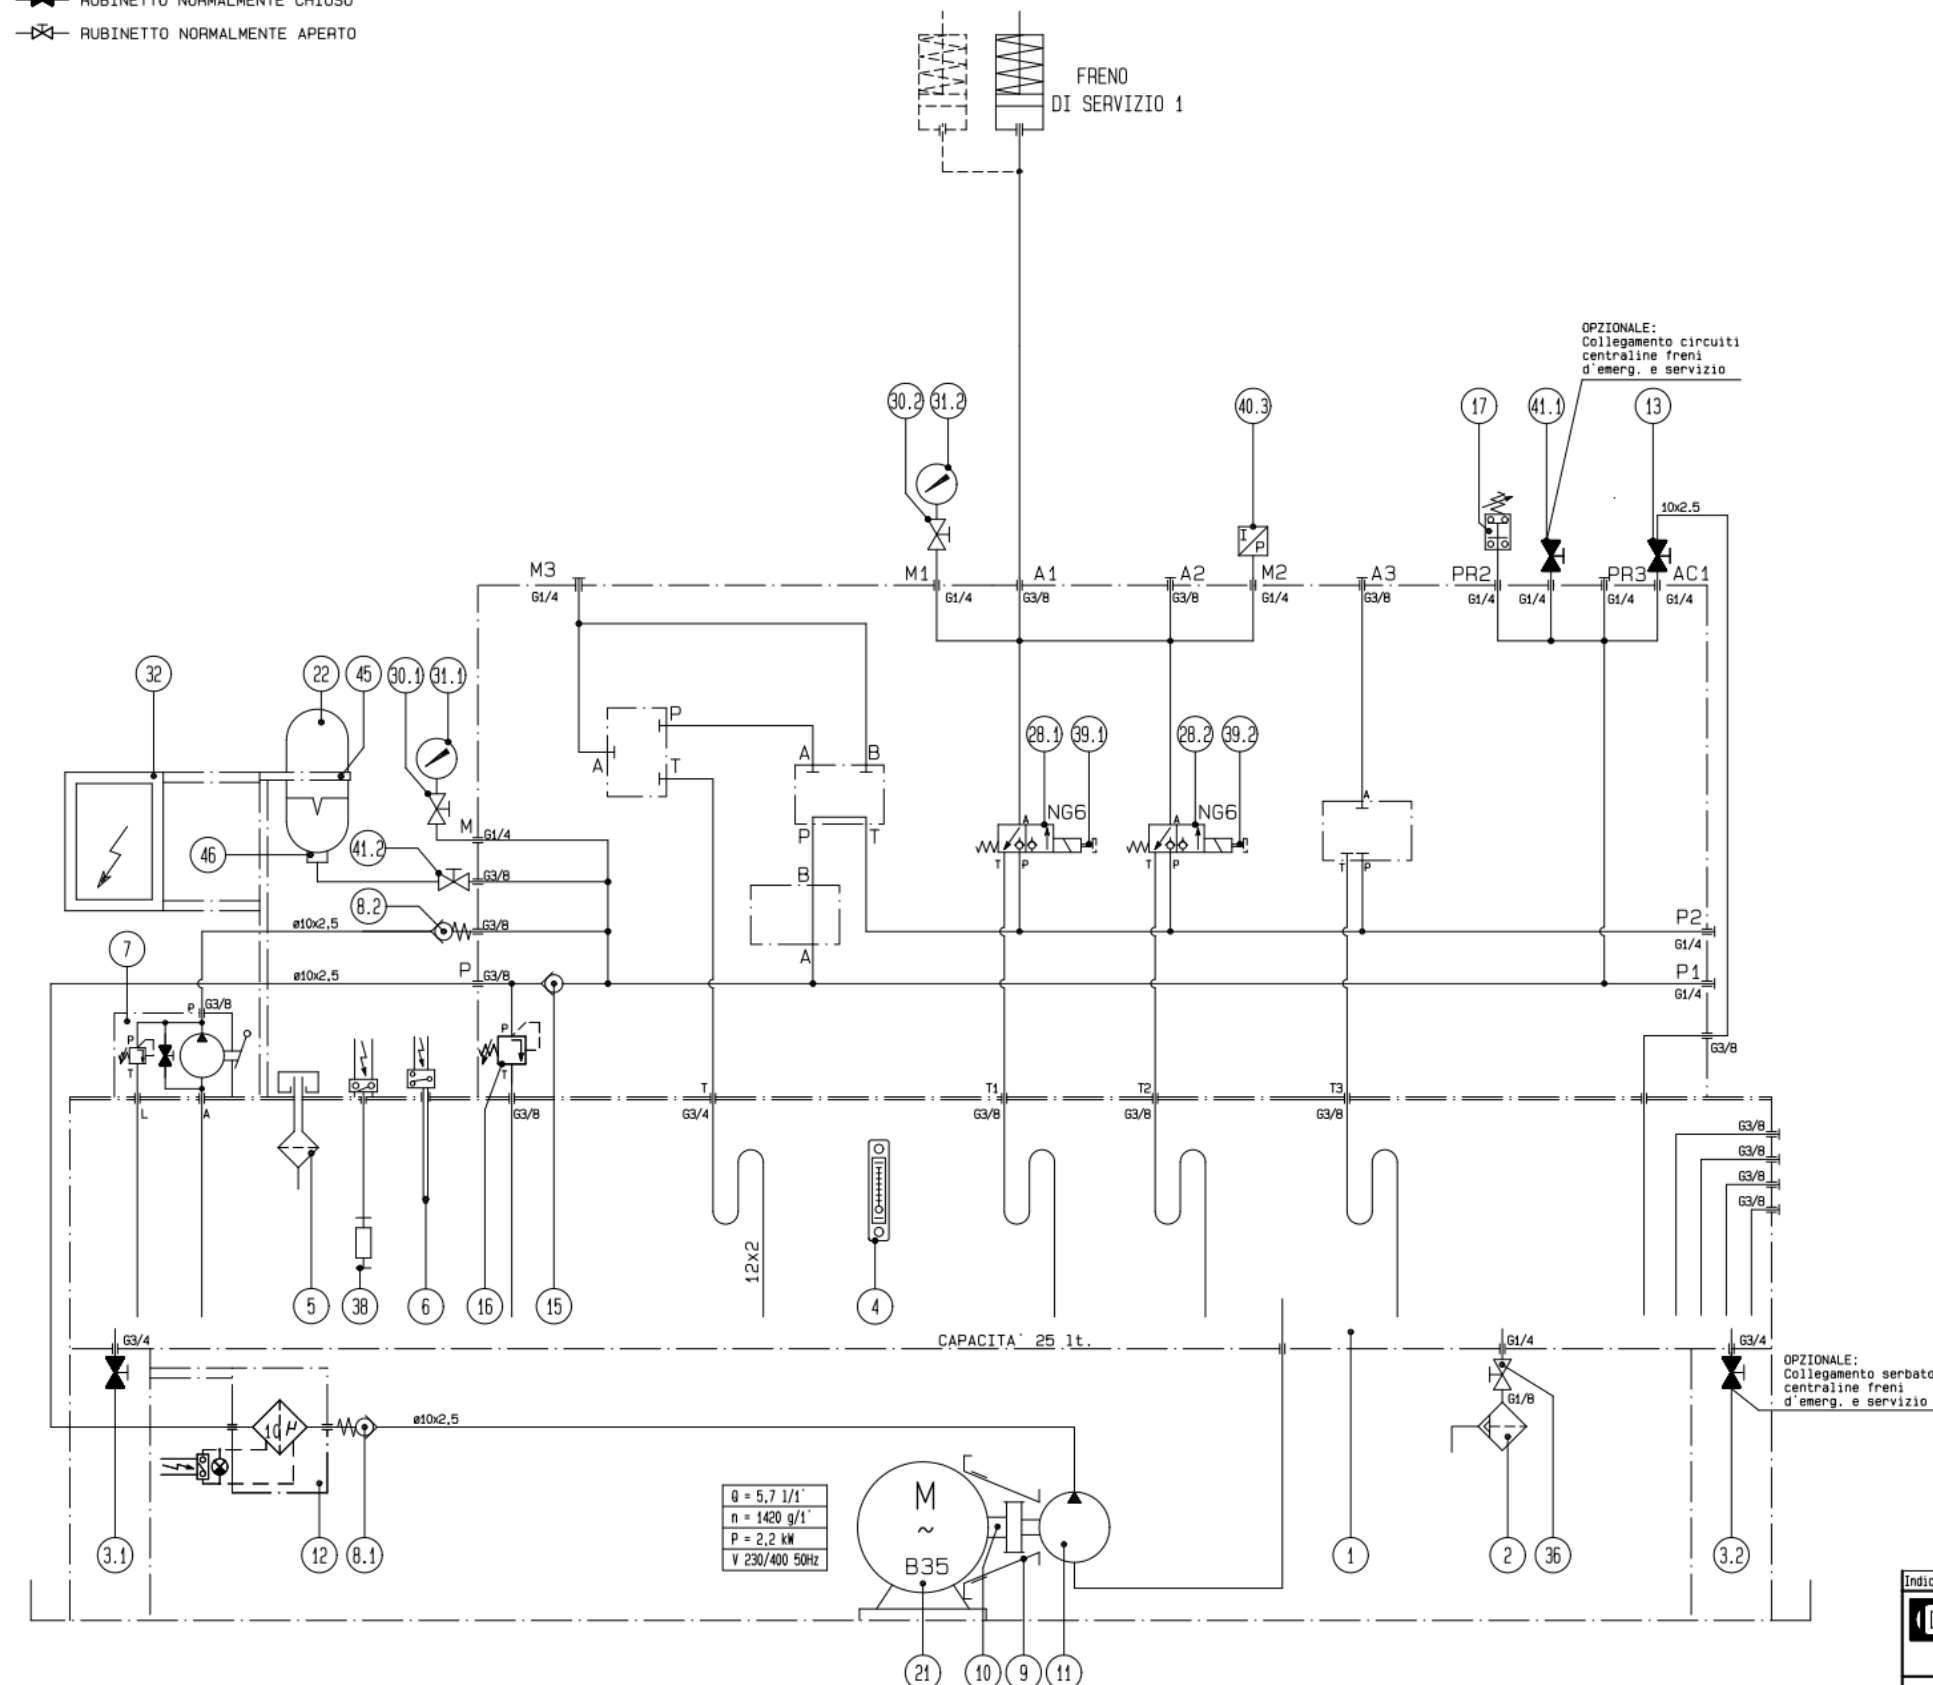 RUBINETTO NORMALMENTE CHIUSO
RUBINETTO NORMALMENTE APERTO
FRENO
DI SERVIZIO 1
OPZIONALE:
Collegamento circuiti
centraline freni
d'emerg. e servizio
30.2 31.2 40.3 17 41.1 13
10x2.5
I
P
M3 M1 A1 A2 M2 A3 PR2 PR3 AC1
G1/4 G1/4 G3/8 G3/8 G1/4 G3/8 G1/4 G1/4 G1/4 G1/4
32 22 45 30.1 31.1
P
A T
A B
28.1 39.1 28.2 39.2
NG6 NG6
A A A
M G1/4
P T
46 41.2
T P T P T P
G3/8
B
8.2
ø10x2,5 G3/8
P2
G1/4
7
A
ø10x2,5 P G3/8
P1
G1/4
P G3/8
P
P
T
T
G3/8
L A G3/8
T
G3/4
T1
G3/8
T2
G3/8
T3
G3/8
G3/8
G3/8
G3/8
G3/8
12x2
5 38 6 16 15 4
G3/4
CAPACITA' 25 lt.
G1/4
G3/4
OPZIONALE:
Collegamento serbato
centraline freni
d'emerg. e servizio
G1/8
10 µ
ø10x2,5
Q = 5,7 l/1'
n = 1420 g/1'
P = 2,2 kW
V 230/400 50Hz
M
~
B35
3.1 12 8.1 1 2 36 3.2
Indic
21 10 9 11